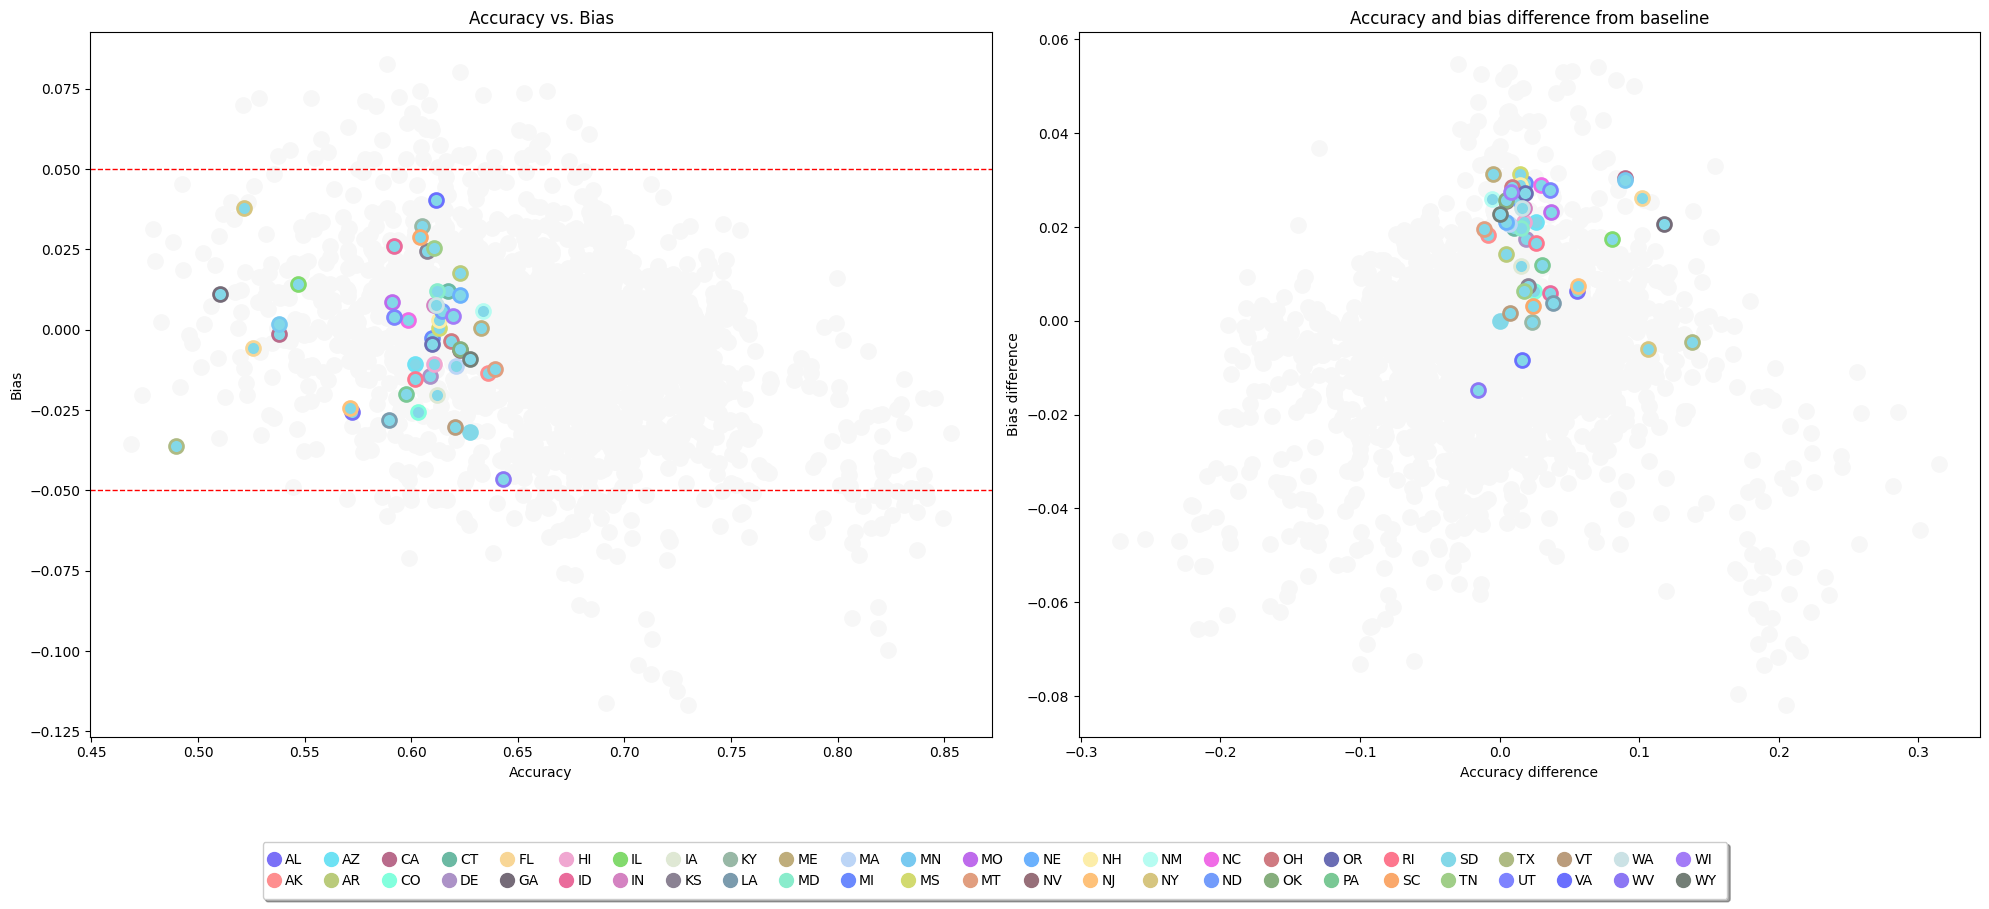 Accuracy vs. Bias
Bias
0.075
0.050
0.025
0.000
−0.025
−0.050
−0.075
−0.100
−0.125
0.45 0.50 0.55 0.60 0.65 0.70 0.75 0.80 0.85
Accuracy
Accuracy and bias difference from baseline
Bias difference
0.06
0.04
0.02
0.00
−0.02
−0.04
−0.06
−0.08
−0.3 −0.2 −0.1 0.0 0.1 0.2 0.3
Accuracy difference
AL AZ CA CT FL HI IL IA KY ME MA MN MO NE NH NM NC OH OR RI SD TX VT WA WI
AK AR CO DE GA ID IN KS LA MD MI MS MT NV NJ NY ND OK PA SC TN UT VA WV WY